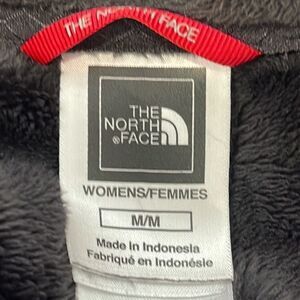 THE NORTH FACE
THE
NORTH
FACE
WOMENS/FEMMES
M/M
Made in Indonesia
Fabriqué en Indonésie